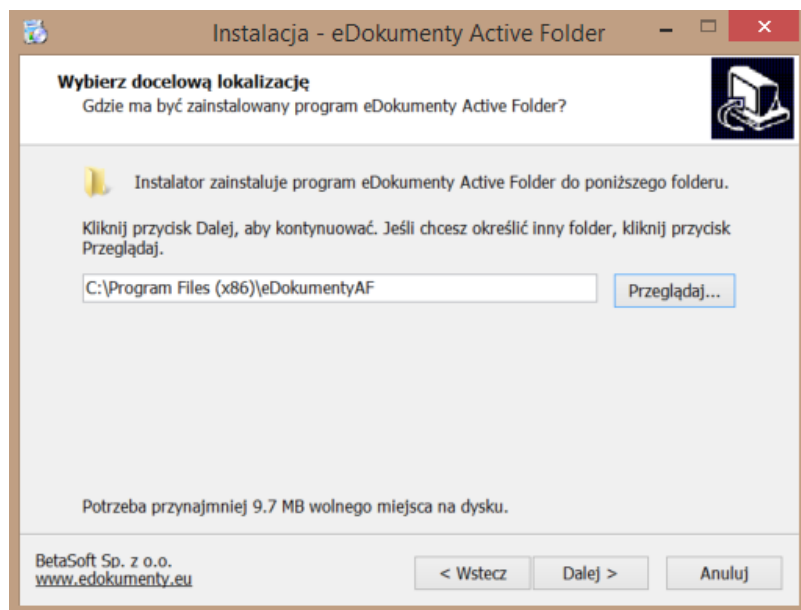 Instalacja - eDokumenty Active Folder
Wybierz docelową lokalizację
Gdzie ma być zainstalowany program eDokumenty Active Folder?
Instalator zainstaluje program eDokumenty Active Folder do poniższego folderu.
Kliknij przycisk Dalej, aby kontynuować. Jeśli chcesz określić inny folder, kliknij przycisk
Przeglądaj.
C:\Program Files (x86)\eDokumentyAF
Przeglądaj...
Potrzeba przynajmniej 9.7 MB wolnego miejsca na dysku.
BetaSoft Sp. z o.o.
www.edokumenty.eu
< Wstecz
Dalej >
Anuluj